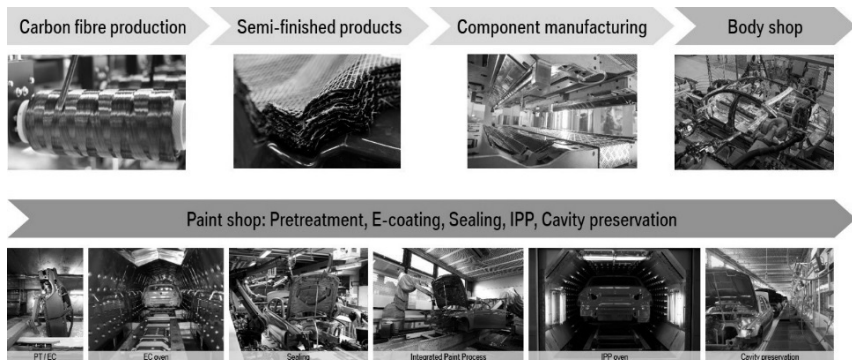 Carbon fibre production
Semi-finished products
Component manufacturing
Body shop
Paint shop: Pretreatment, E-coating, Sealing, IPP, Cavity preservation
PT / EC
EC oven
Sealing
Integrated Paint Process
IPP oven
Cavity preservation